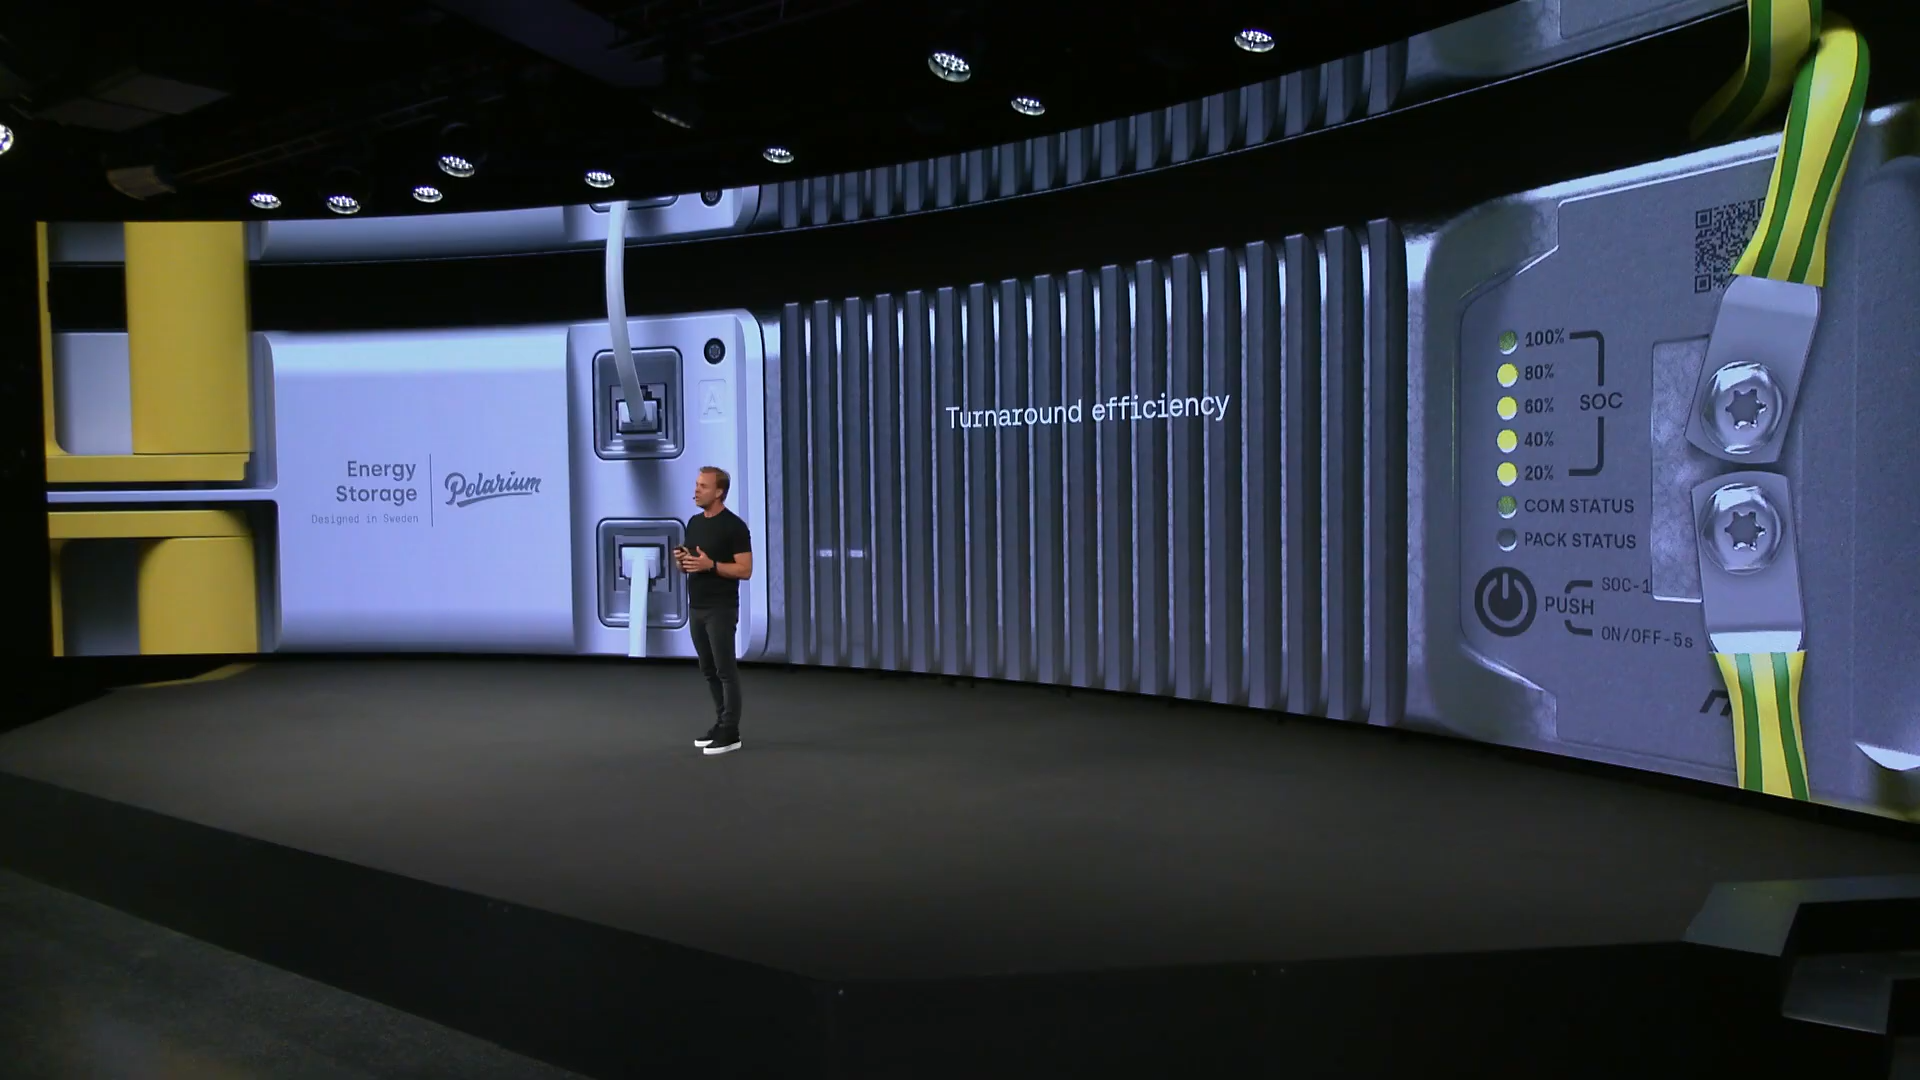 Energy
Storage
Designed in Sweden
Polarium
A
Turnaround efficiency
100%
80%
60%
40%
20%
SOC
COM STATUS
PACK STATUS
PUSH
SOC-1
ON/OFF-5s